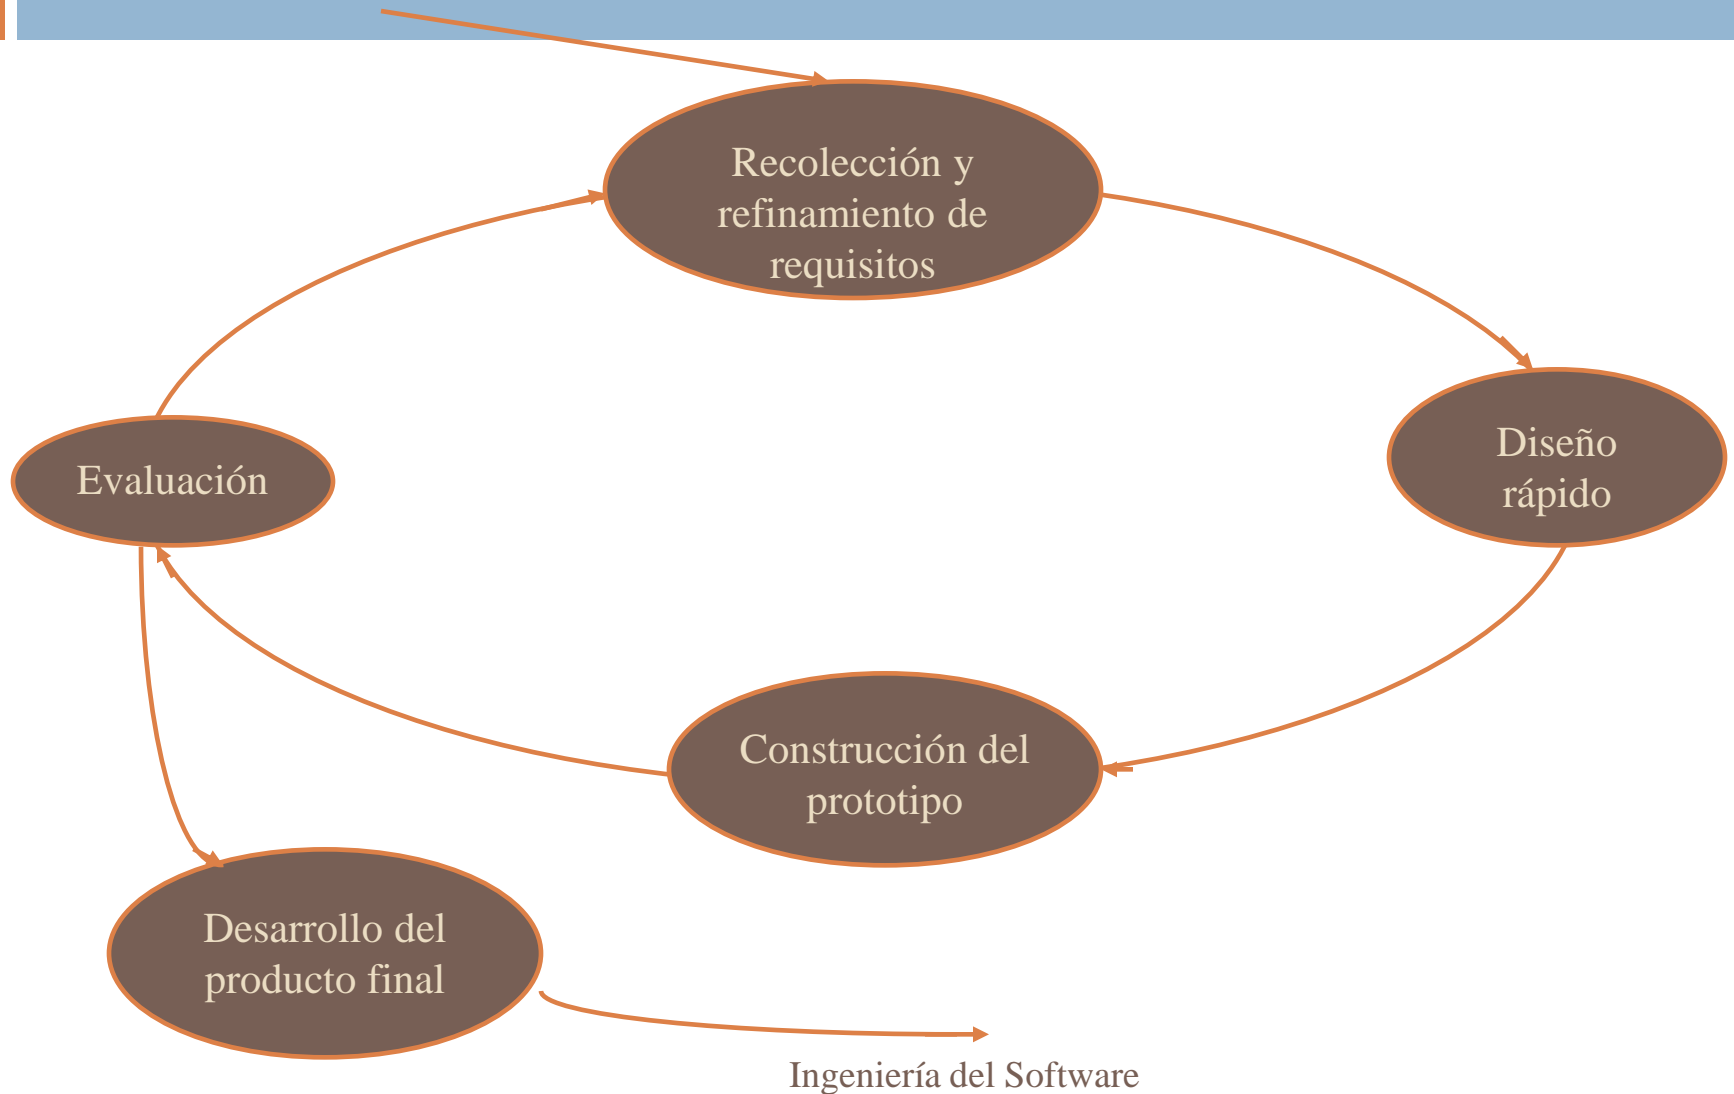 Recolección y
refinamiento de
requisitos
Diseño
rápido
Evaluación
Construcción del
prototipo
Desarrollo del
producto final
Ingeniería del Software